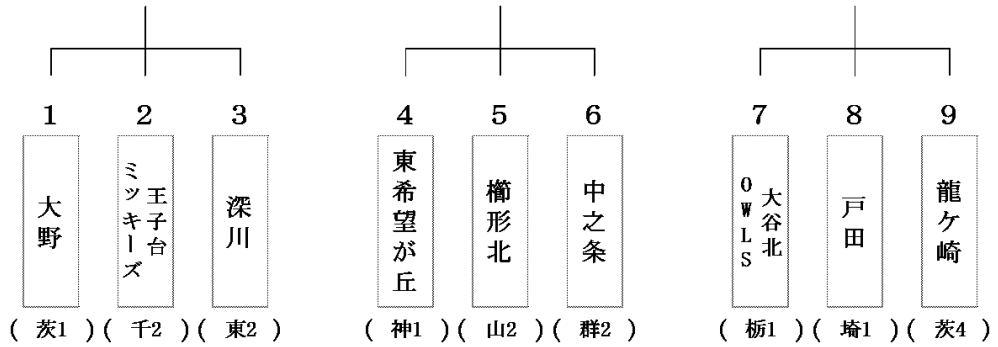 1
2
3
4
5
6
7
8
9
大野
王子台
ミッキーズ
深川
東希望が丘
櫛形北
中之条
大谷北
OWLS
戸田
龍ケ崎
(茨1)
(千2)
(東2)
(神1)
(山2)
(群2)
(栃1)
(埼1)
(茨4)